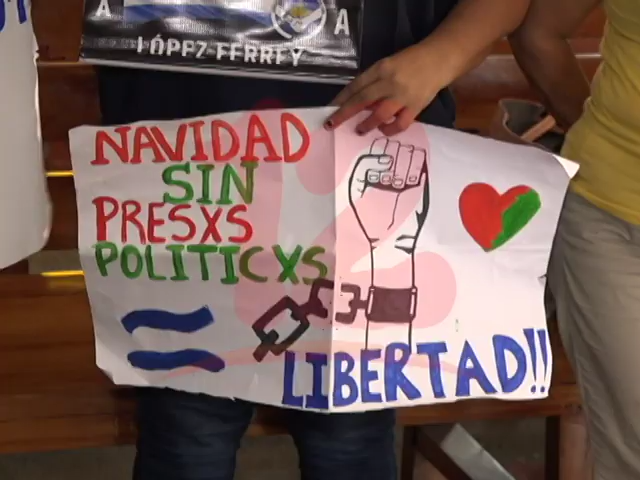 A A
LÓPEZ FERREY
NAVIDAD
SIN
PRESXS
POLITICXS
LIBERTAD!!